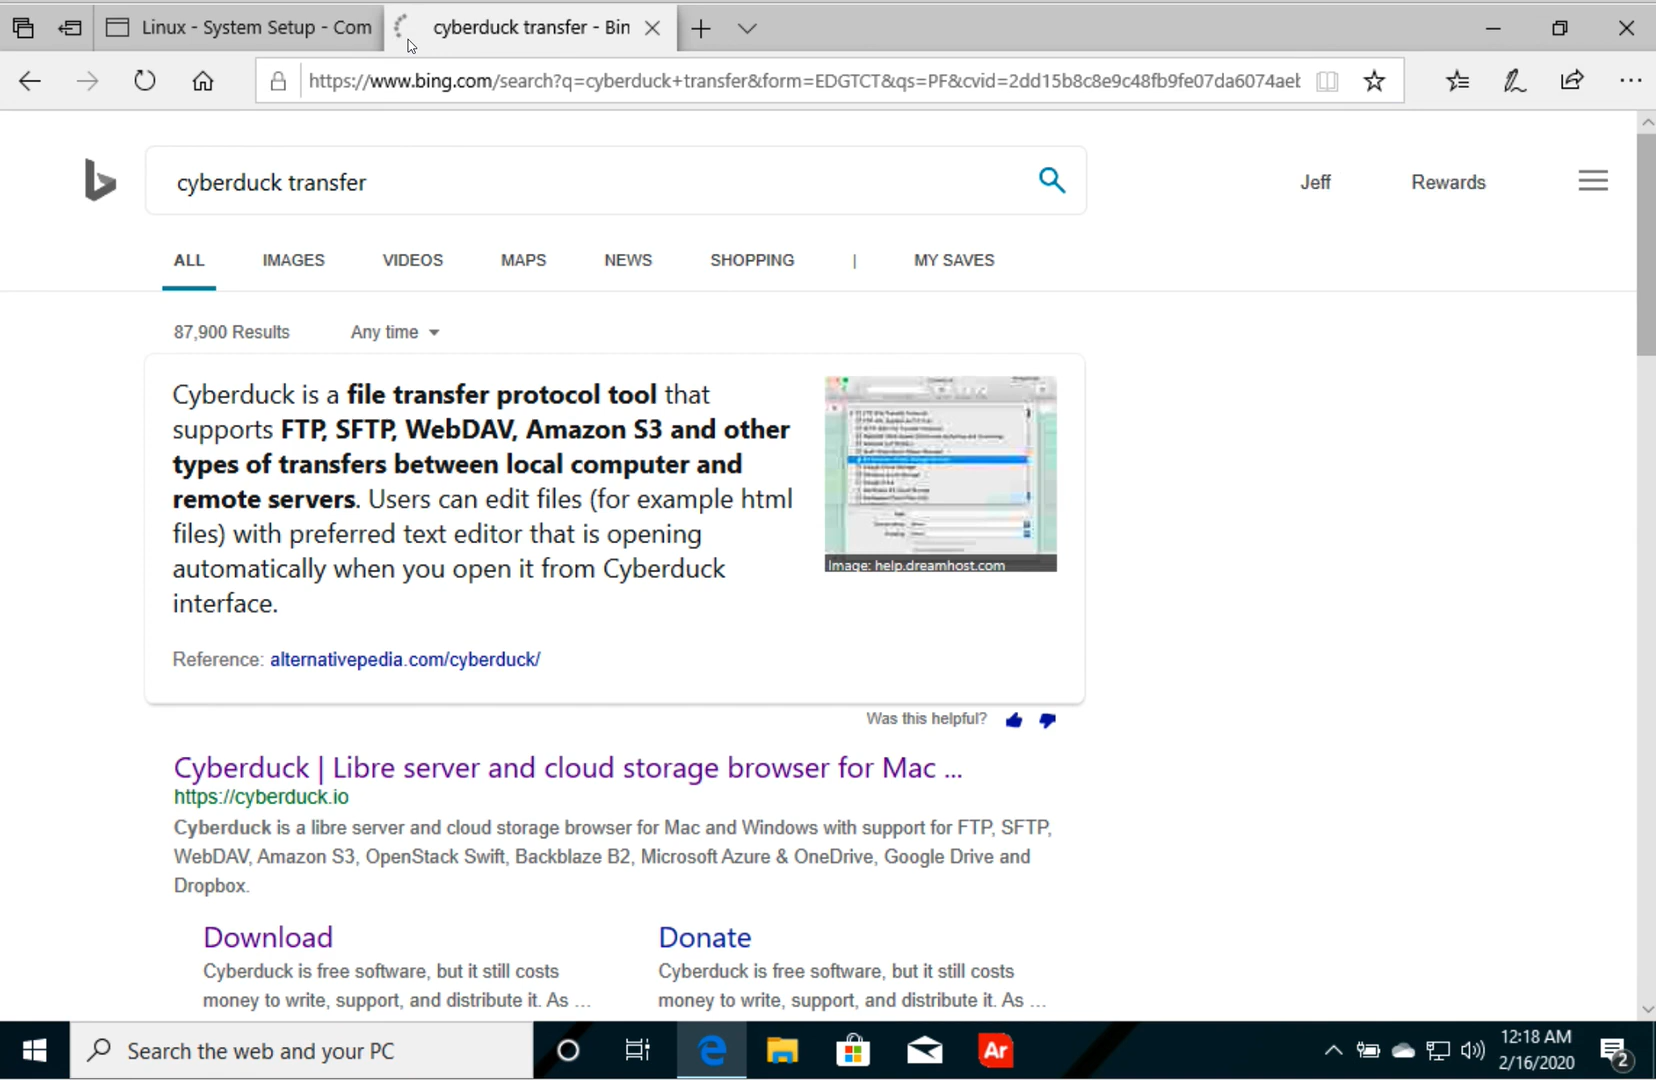 Linux - System Setup - Com
cyberduck transfer - Bin
https://www.bing.com/search?q=cyberduck+transfer&form=EDGTCT&qs=PF&cvid=2dd15b8c8e9c48fb9fe07da6074aeb
cyberduck transfer
Jeff
Rewards
ALL IMAGES VIDEOS MAPS NEWS SHOPPING | MY SAVES
87,900 Results Any time
Cyberduck is a file transfer protocol tool that
supports FTP, SFTP, WebDAV, Amazon S3 and other
types of transfers between local computer and
remote servers. Users can edit files (for example html
files) with preferred text editor that is opening
automatically when you open it from Cyberduck
interface.
Image: help.dreamhost.com
Reference: alternativepedia.com/cyberduck/
Was this helpful?
Cyberduck | Libre server and cloud storage browser for Mac ...
https://cyberduck.io
Cyberduck is a libre server and cloud storage browser for Mac and Windows with support for FTP, SFTP,
WebDAV, Amazon S3, OpenStack Swift, Backblaze B2, Microsoft Azure & OneDrive, Google Drive and
Dropbox.
Download
Cyberduck is free software, but it still costs
money to write, support, and distribute it. As ...
Donate
Cyberduck is free software, but it still costs
money to write, support, and distribute it. As ...
Search the web and your PC
Ar
12:18 AM
2/16/2020
2